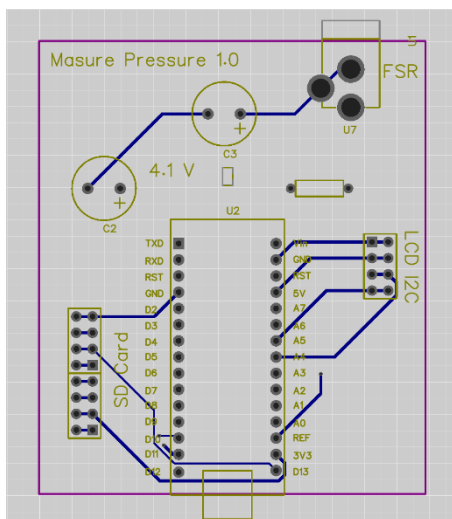 5
Masure Pressure 1.0
FSR
U7
C3
4.1 V
C2
U2
TXD
Vin
RXD
GND
RST
RST
GND
5V
D2
A7
D3
A6
D4
A5
D5
A4
D6
A3
D7
A2
D8
A1
D9
A0
D10
REF
D11
3V3
D12
D13
LCD I2C
SD Card
+
+